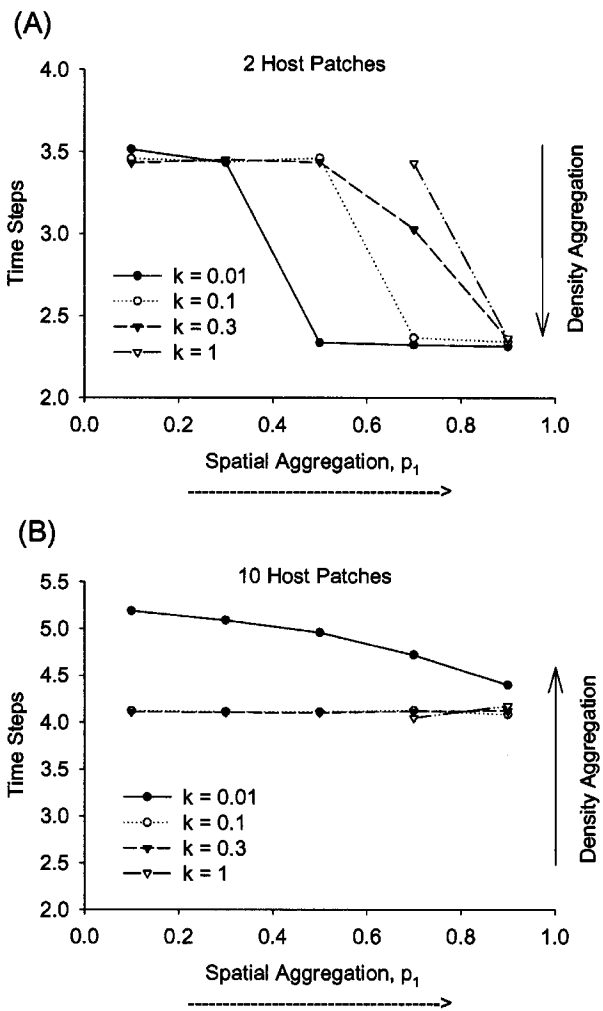 (A)
2 Host Patches
4.0
3.5
3.0
2.5
2.0
Time Steps
k = 0.01
k = 0.1
k = 0.3
k = 1
Density Aggregation
0.0 0.2 0.4 0.6 0.8 1.0
Spatial Aggregation, p₁
(B)
10 Host Patches
5.5
5.0
4.5
4.0
3.5
3.0
2.5
2.0
Time Steps
k = 0.01
k = 0.1
k = 0.3
k = 1
Density Aggregation
0.0 0.2 0.4 0.6 0.8 1.0
Spatial Aggregation, p₁